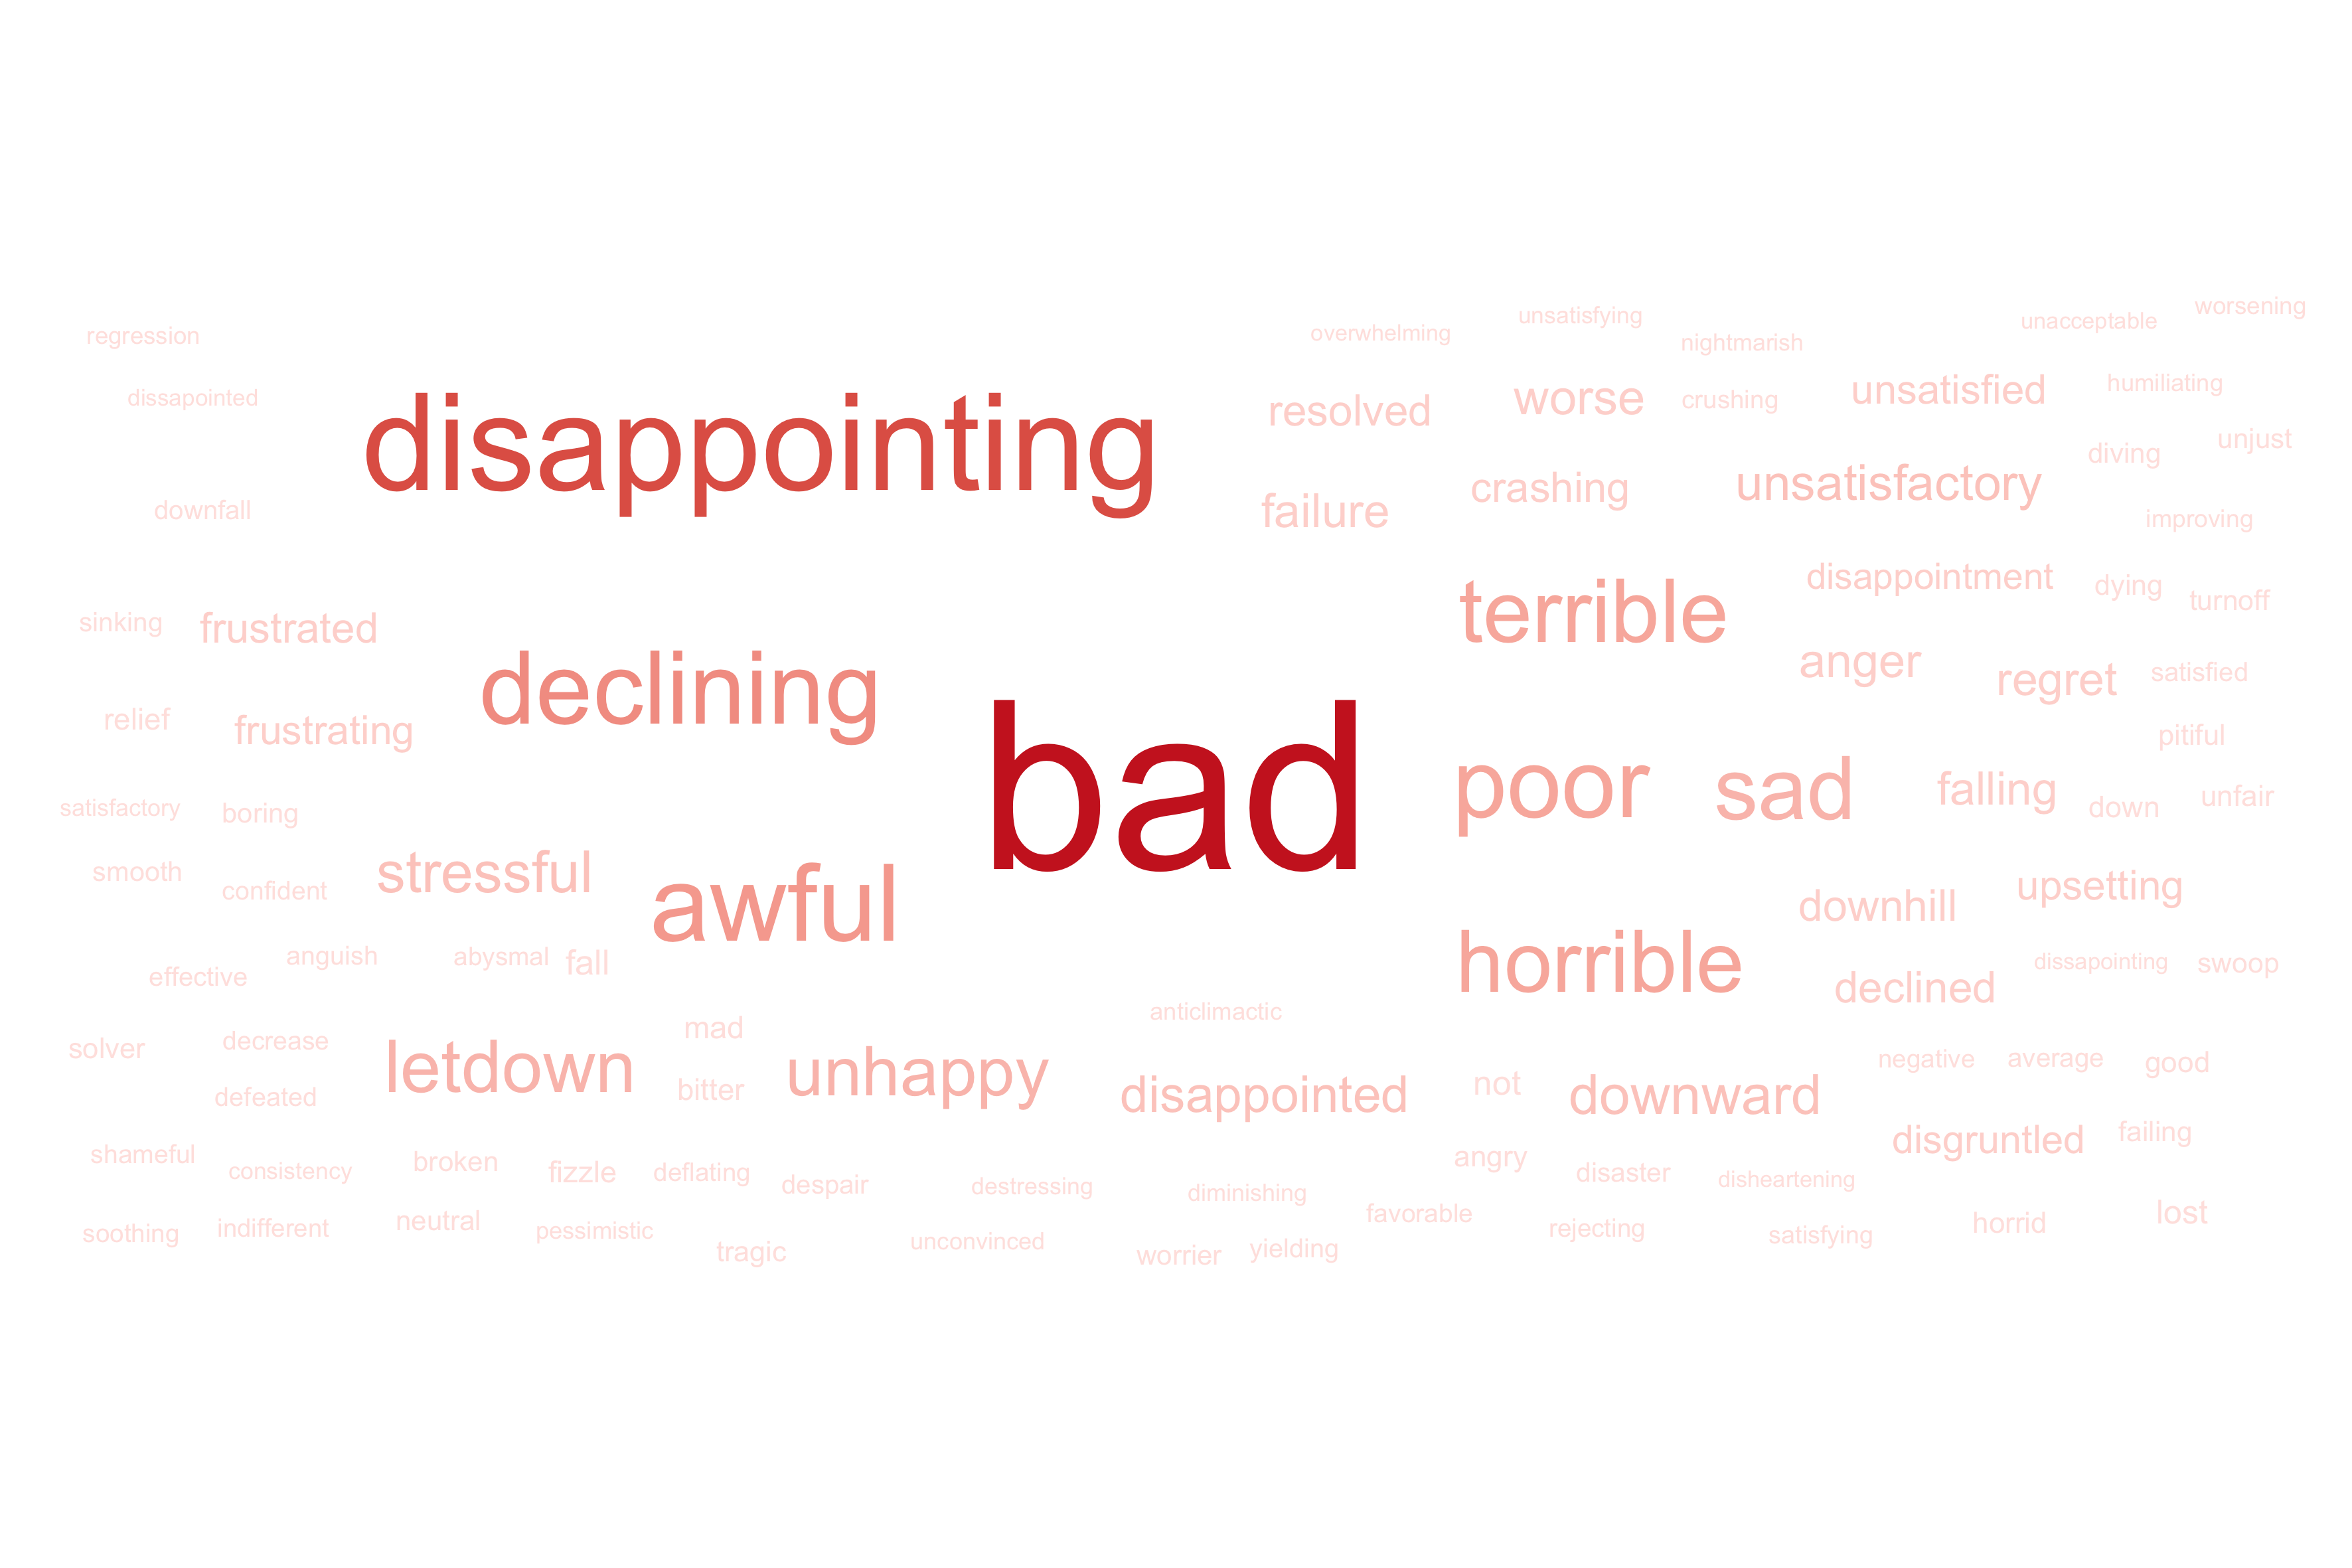 worsening
unsatisfying
unacceptable
overwhelming
regression
nightmarish
humiliating
unsatisfied
dissapointed
worse
crushing
resolved
disappointing
unjust
diving
unsatisfactory
crashing
downfall
failure
improving
disappointment
dying
turnoff
terrible
sinking
frustrated
anger
satisfied
regret
declining
relief
frustrating
pitiful
bad
poor
sad
falling
unfair
down
satisfactory
boring
smooth
stressful
upsetting
confident
awful
downhill
anguish
abysmal
fall
dissapointing
swoop
horrible
effective
declined
anticlimactic
mad
decrease
solver
negative
average
good
letdown
unhappy
not
bitter
disappointed
downward
defeated
failing
disgruntled
shameful
angry
broken
consistency
fizzle
deflating
disaster
disheartening
despair
destressing
diminishing
favorable
lost
neutral
horrid
indifferent
rejecting
pessimistic
soothing
satisfying
unconvinced
yielding
tragic
worrier